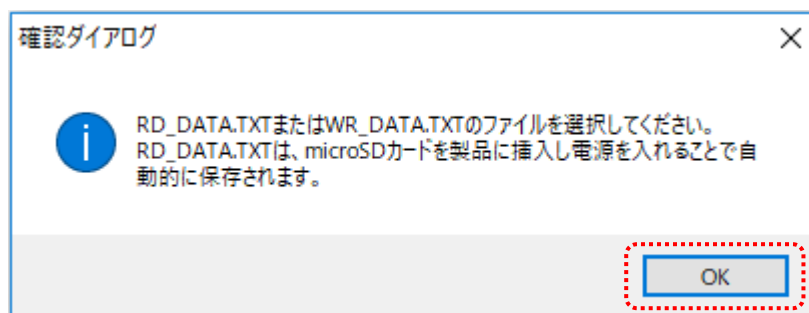 確認ダイアログ
RD_DATA.TXTまたはWR_DATA.TXTのファイルを選択してください。
RD_DATA.TXTは、microSDカードを製品に挿入し電源を入れることで自
動的に保存されます。
OK